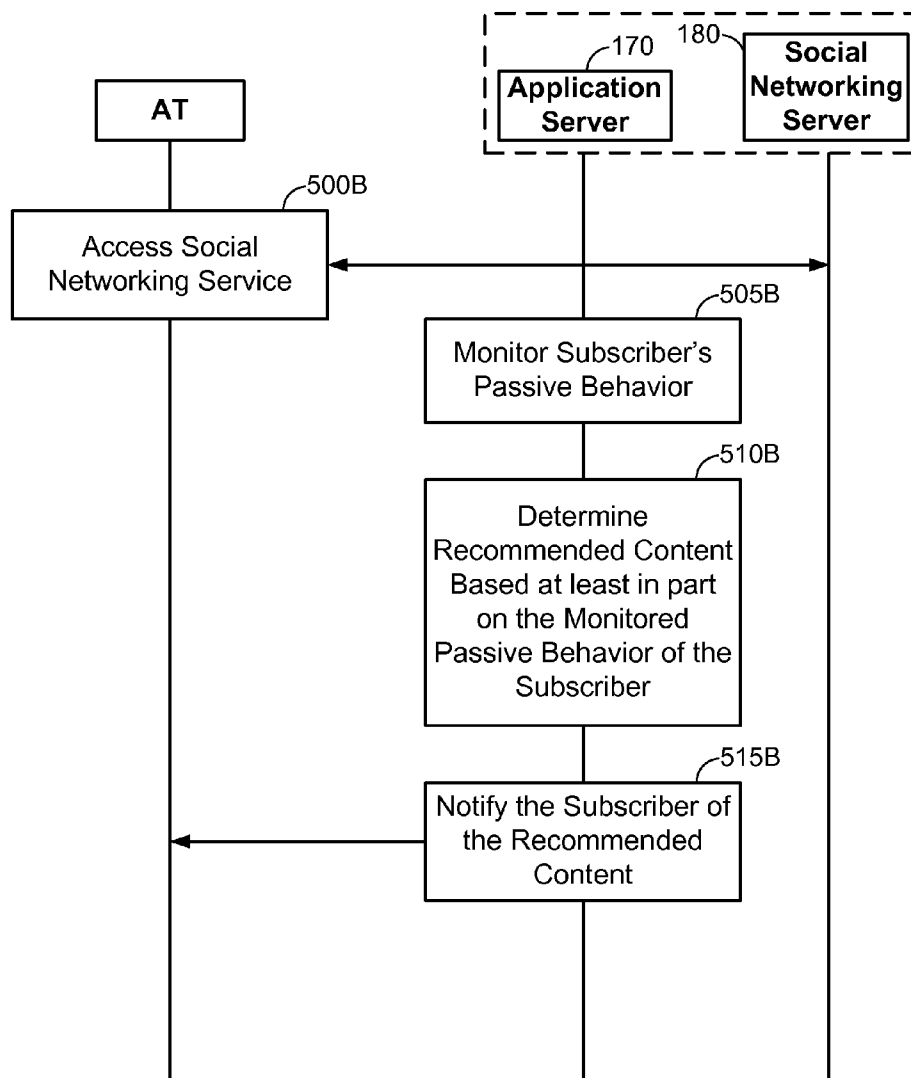 170
180
Social
Networking
Server
Application
Server
AT
500B
Access Social
Networking Service
505B
Monitor Subscriber's
Passive Behavior
510B
Determine
Recommended Content
Based at least in part
on the Monitored
Passive Behavior of the
Subscriber
515B
Notify the Subscriber of
the Recommended
Content